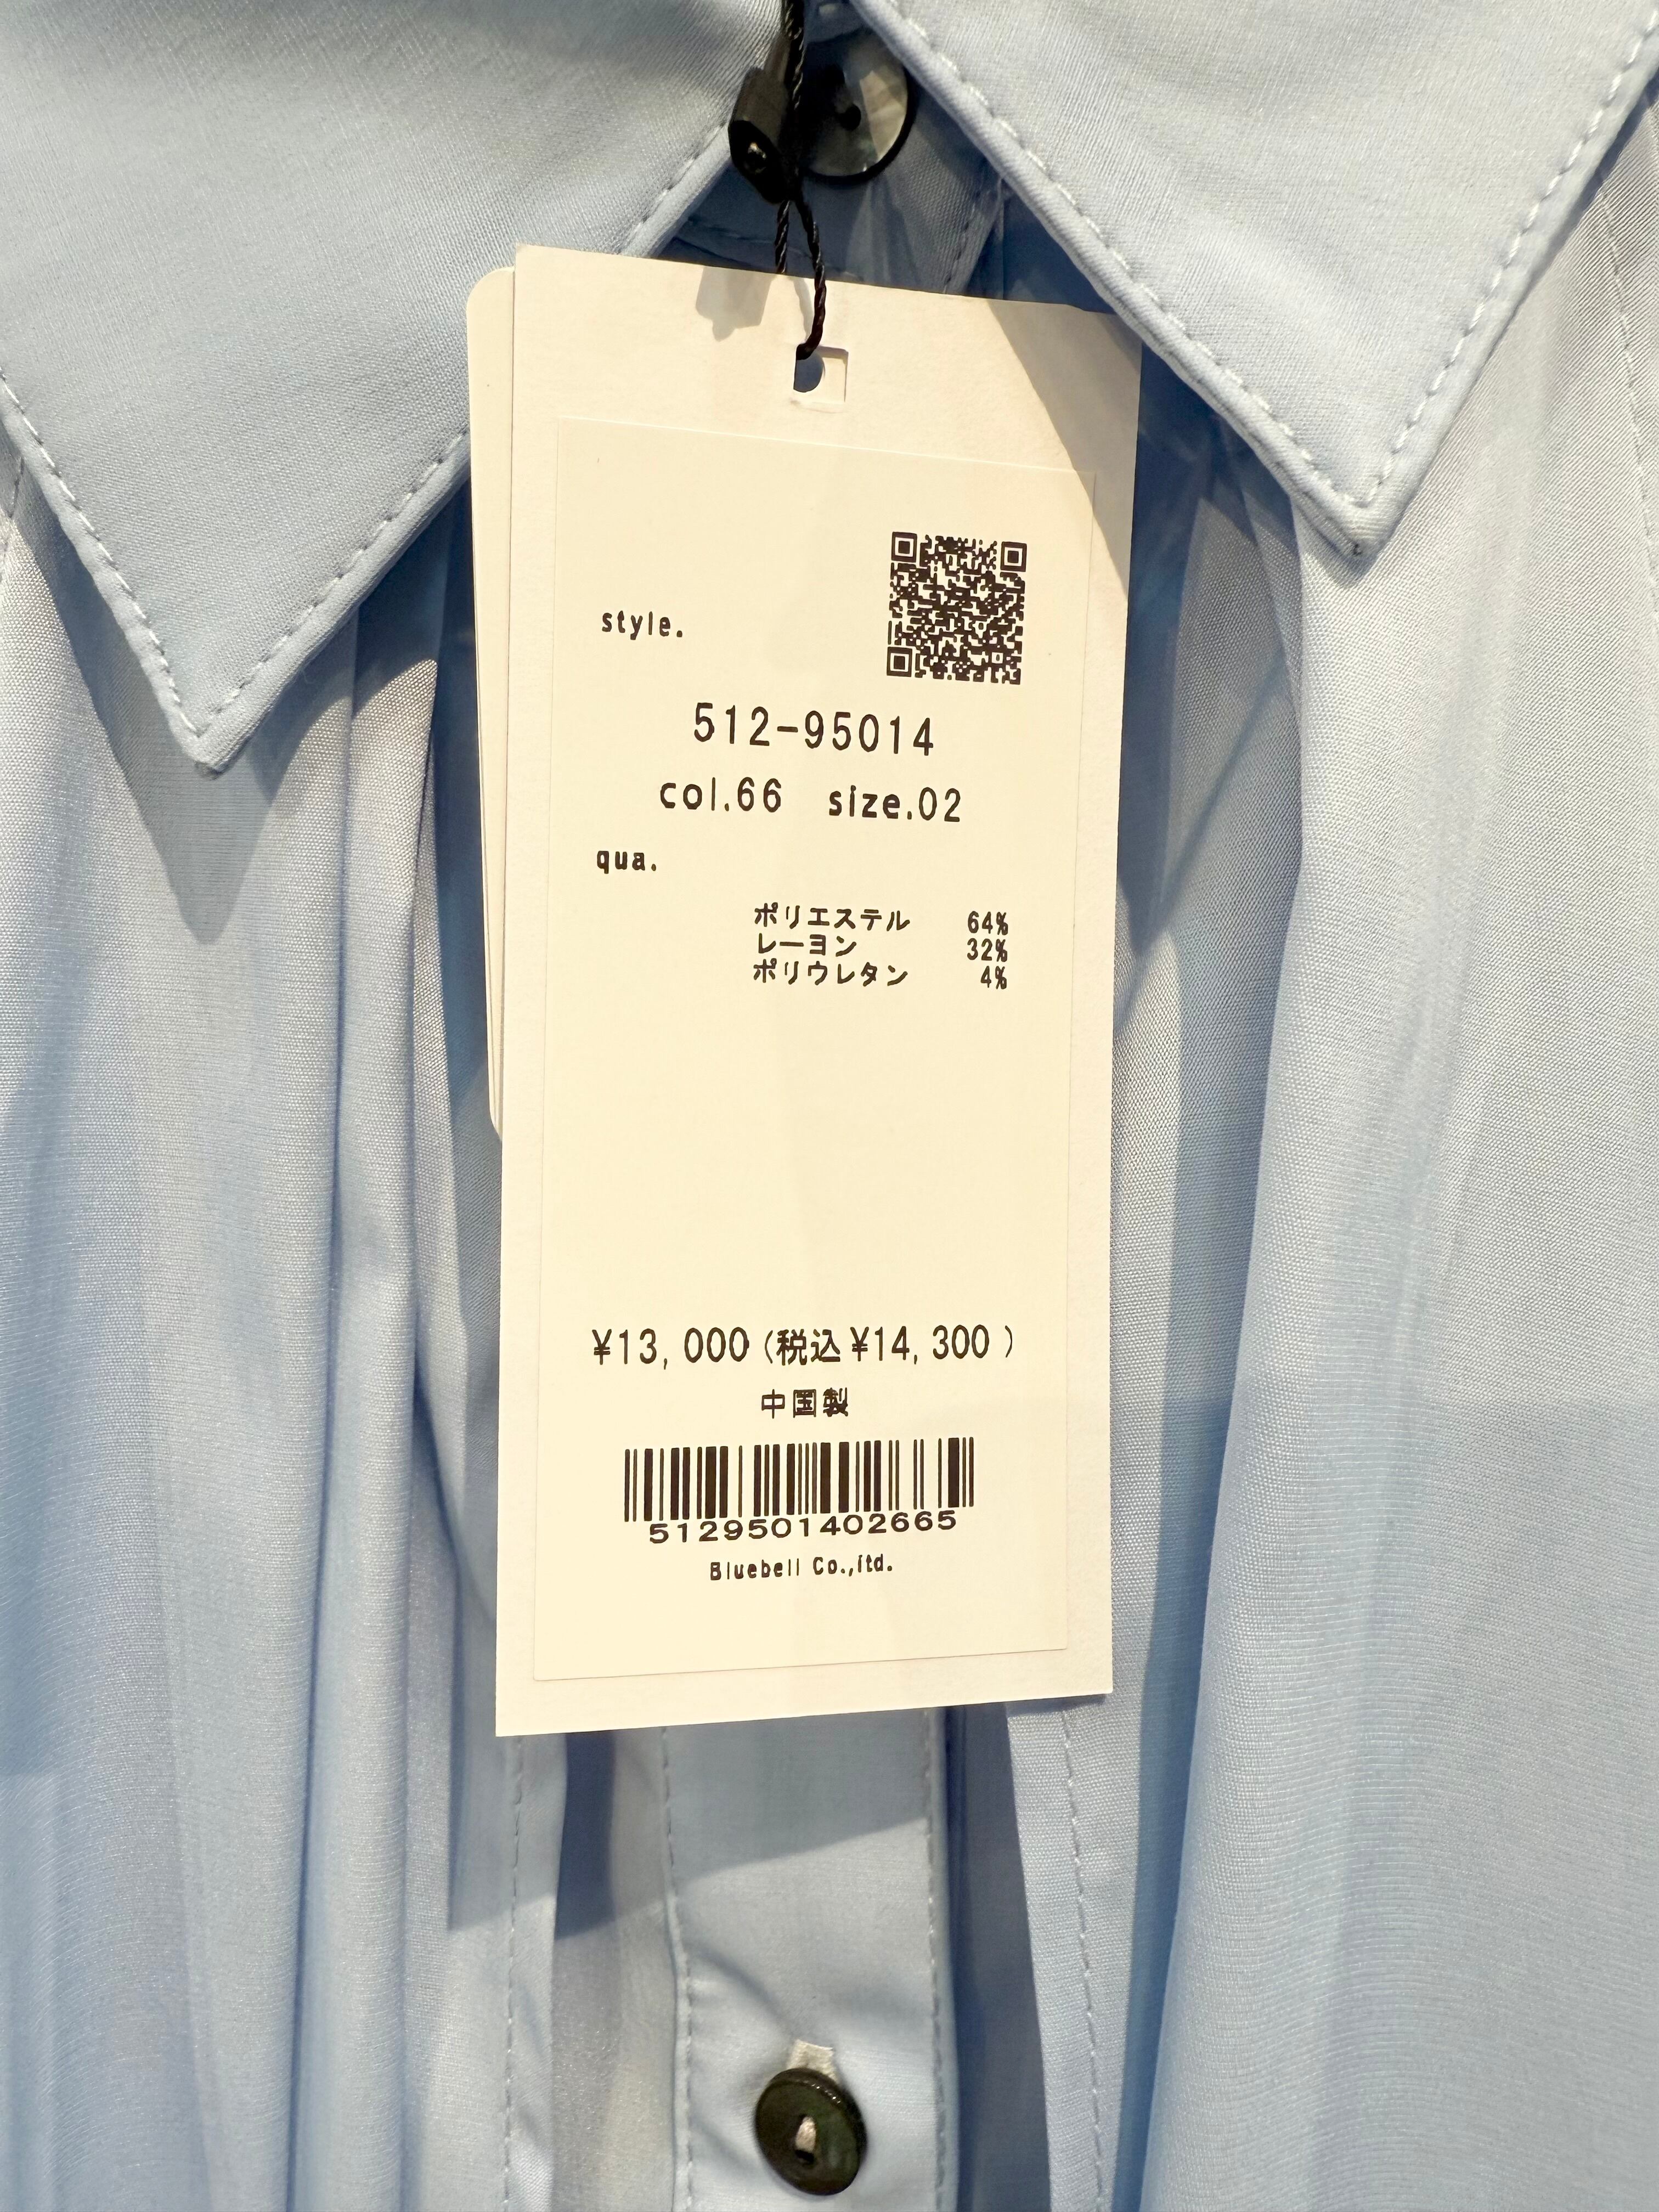 style.
512-95014
col.66 size.02
qua.
ポリエステル 64%
レーヨン 32%
ポリウレタン 4%
¥13,000(税込¥14,300)
中国製
5129501402665
Bluebell Co.,ltd.